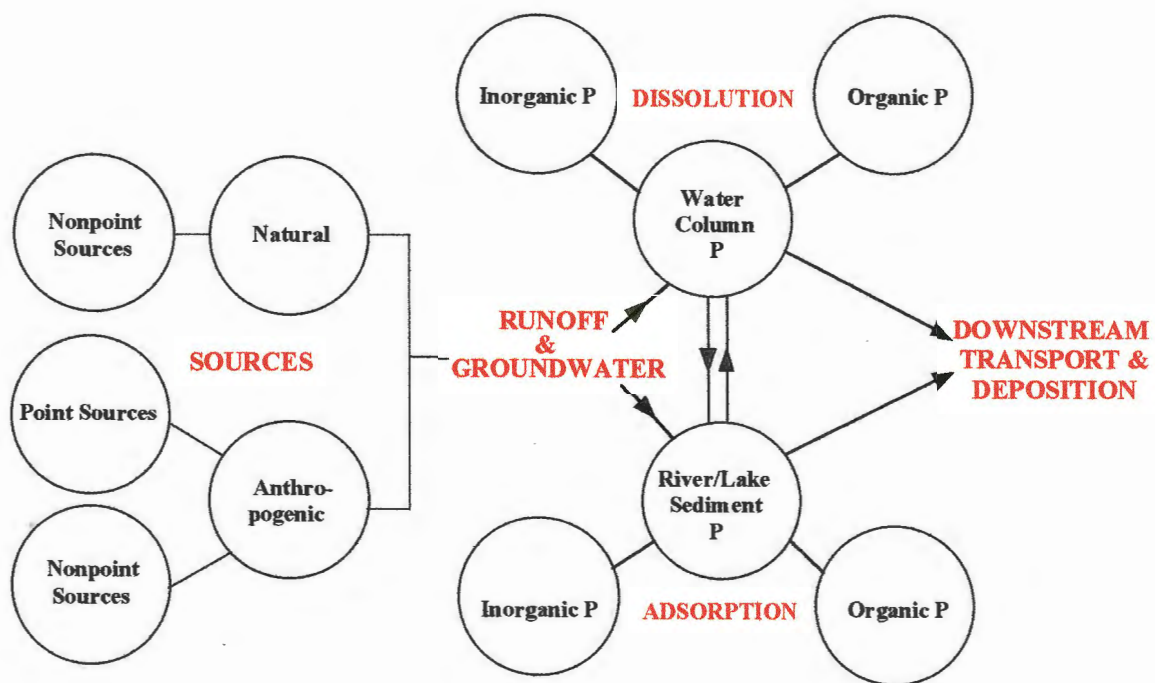 Inorganic P
DISSOLUTION
Organic P
Water
Column
P
Nonpoint
Sources
Natural
SOURCES
Point Sources
Anthro-
pogenic
Nonpoint
Sources
RUNOFF
&
GROUNDWATER
DOWNSTREAM
TRANSPORT &
DEPOSITION
River/Lake
Sediment
P
Inorganic P
ADSORPTION
Organic P